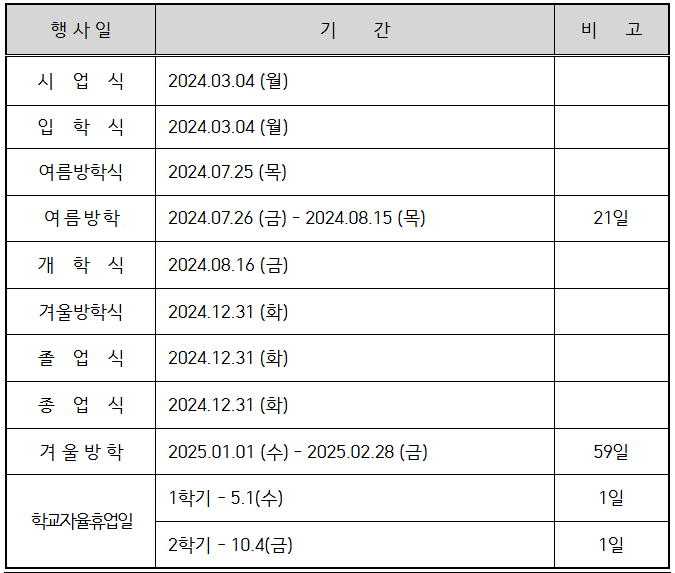 행 사 일 기 간 비 고
시 업 식 2024.03.04 (월)
입 학 식 2024.03.04 (월)
여름방학식 2024.07.25 (목)
여름방학 2024.07.26 (금) - 2024.08.15 (목) 21일
개 학 식 2024.08.16 (금)
겨울방학식 2024.12.31 (화)
졸 업 식 2024.12.31 (화)
종 업 식 2024.12.31 (화)
겨울방학 2025.01.01 (수) - 2025.02.28 (금) 59일
학교자율휴업일 1학기 - 5.1(수) 1일
2학기 - 10.4(금) 1일